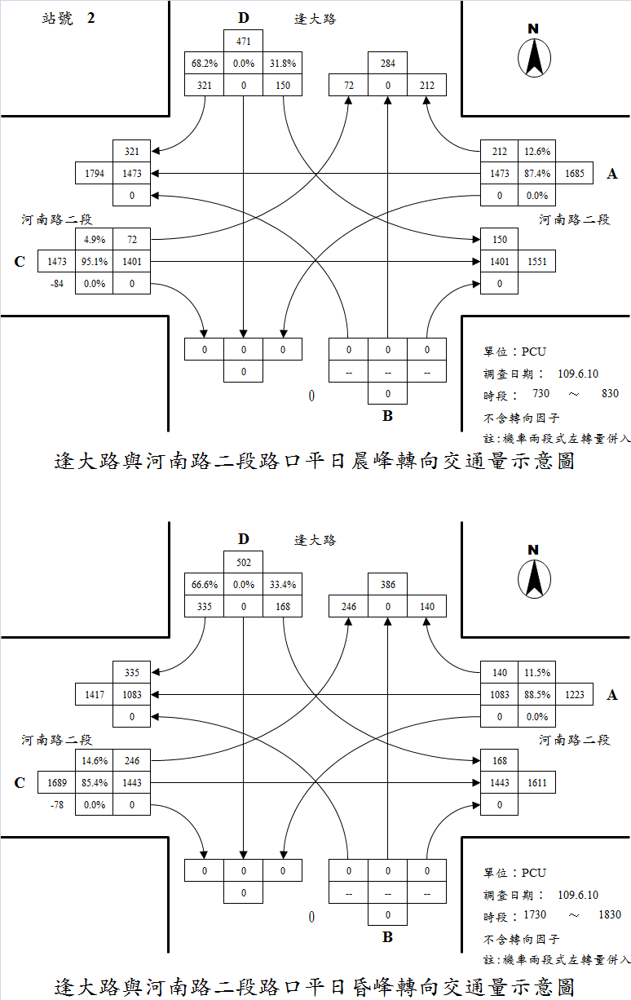 站號 2
D 逢大路
N
471
284
68.2% 0.0% 31.8%
321 0 150
72 0 212
321
212 12.6%
1794 1473
1473 87.4% 1685 A
0
0 0.0%
河南路二段
河南路二段
4.9% 72
150
C 1473 95.1% 1401
1401 1551
-84 0.0% 0
0
0 0 0
0 0 0
0
-- -- --
0
0
B
單位：PCU
調查日期： 109.6.10
時段： 730 ～ 830
不含轉向因子
註:機車兩段式左轉量併入
逢大路與河南路二段路口平日晨峰轉向交通量示意圖
D 逢大路
N
502
386
66.6% 0.0% 33.4%
335 0 168
246 0 140
335
140 11.5%
1417 1083
1083 88.5% 1223 A
0
0 0.0%
河南路二段
河南路二段
14.6% 246
168
C 1689 85.4% 1443
1443 1611
-78 0.0% 0
0
0 0 0
0 0 0
0
-- -- --
0
0
B
單位：PCU
調查日期： 109.6.10
時段：1730 ～ 1830
不含轉向因子
註:機車兩段式左轉量併入
逢大路與河南路二段路口平日昏峰轉向交通量示意圖